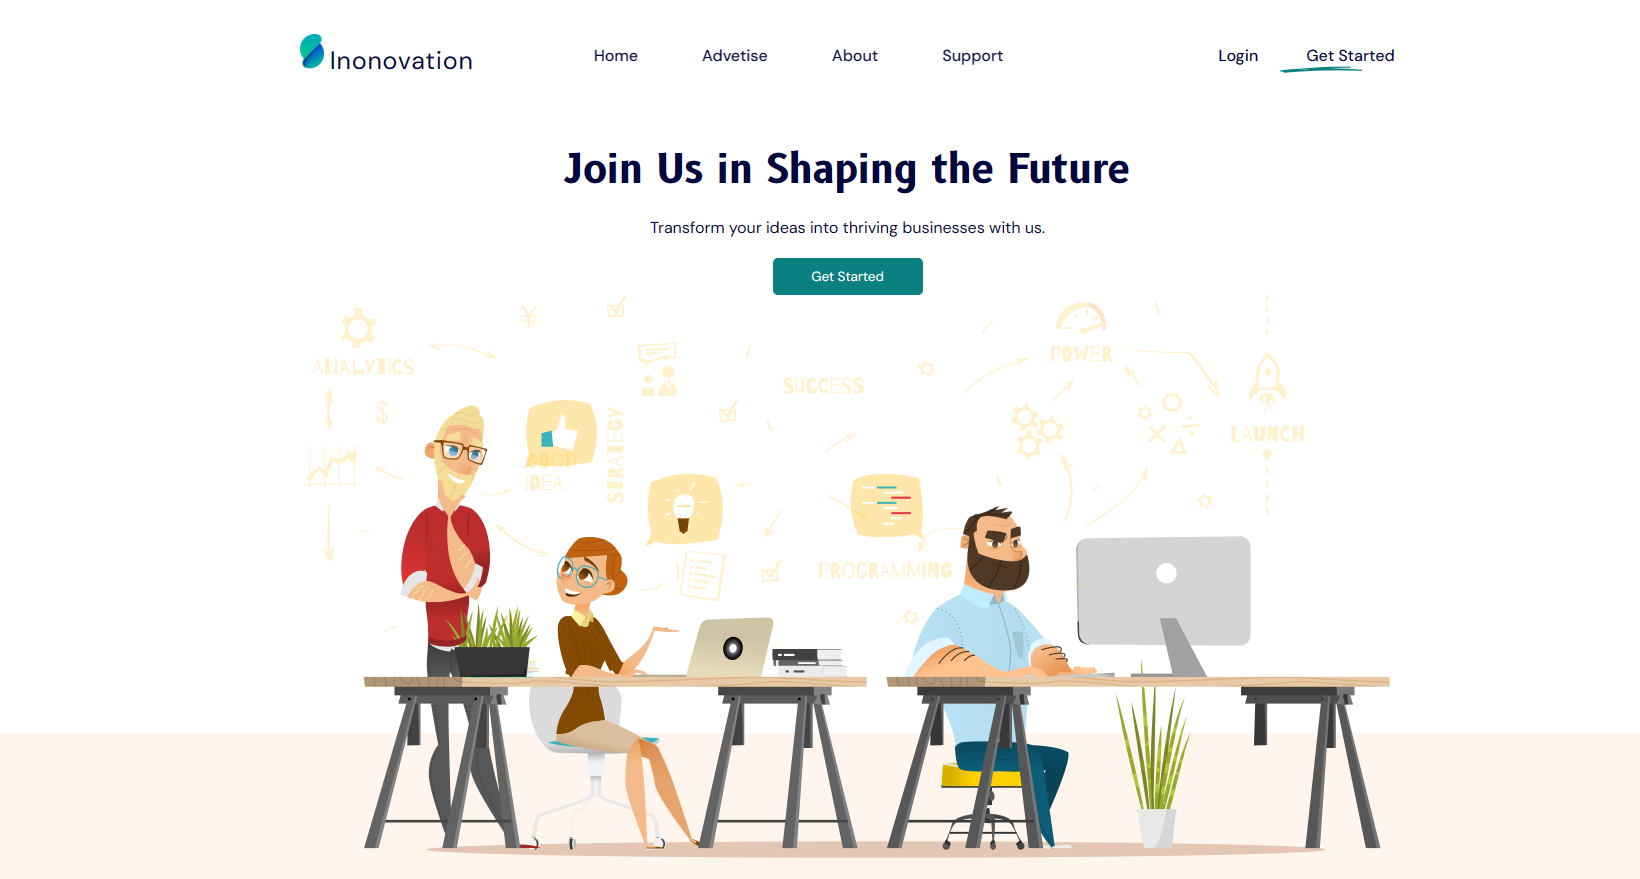 Inonovation
Home Advetise About Support
Login Get Started
Join Us in Shaping the Future
Transform your ideas into thriving businesses with us.
Get Started
ANALYTICS
POWER
SUCCESS
STRATEGY
LAUNCH
GOOD
IDEA
PROGRAMMING